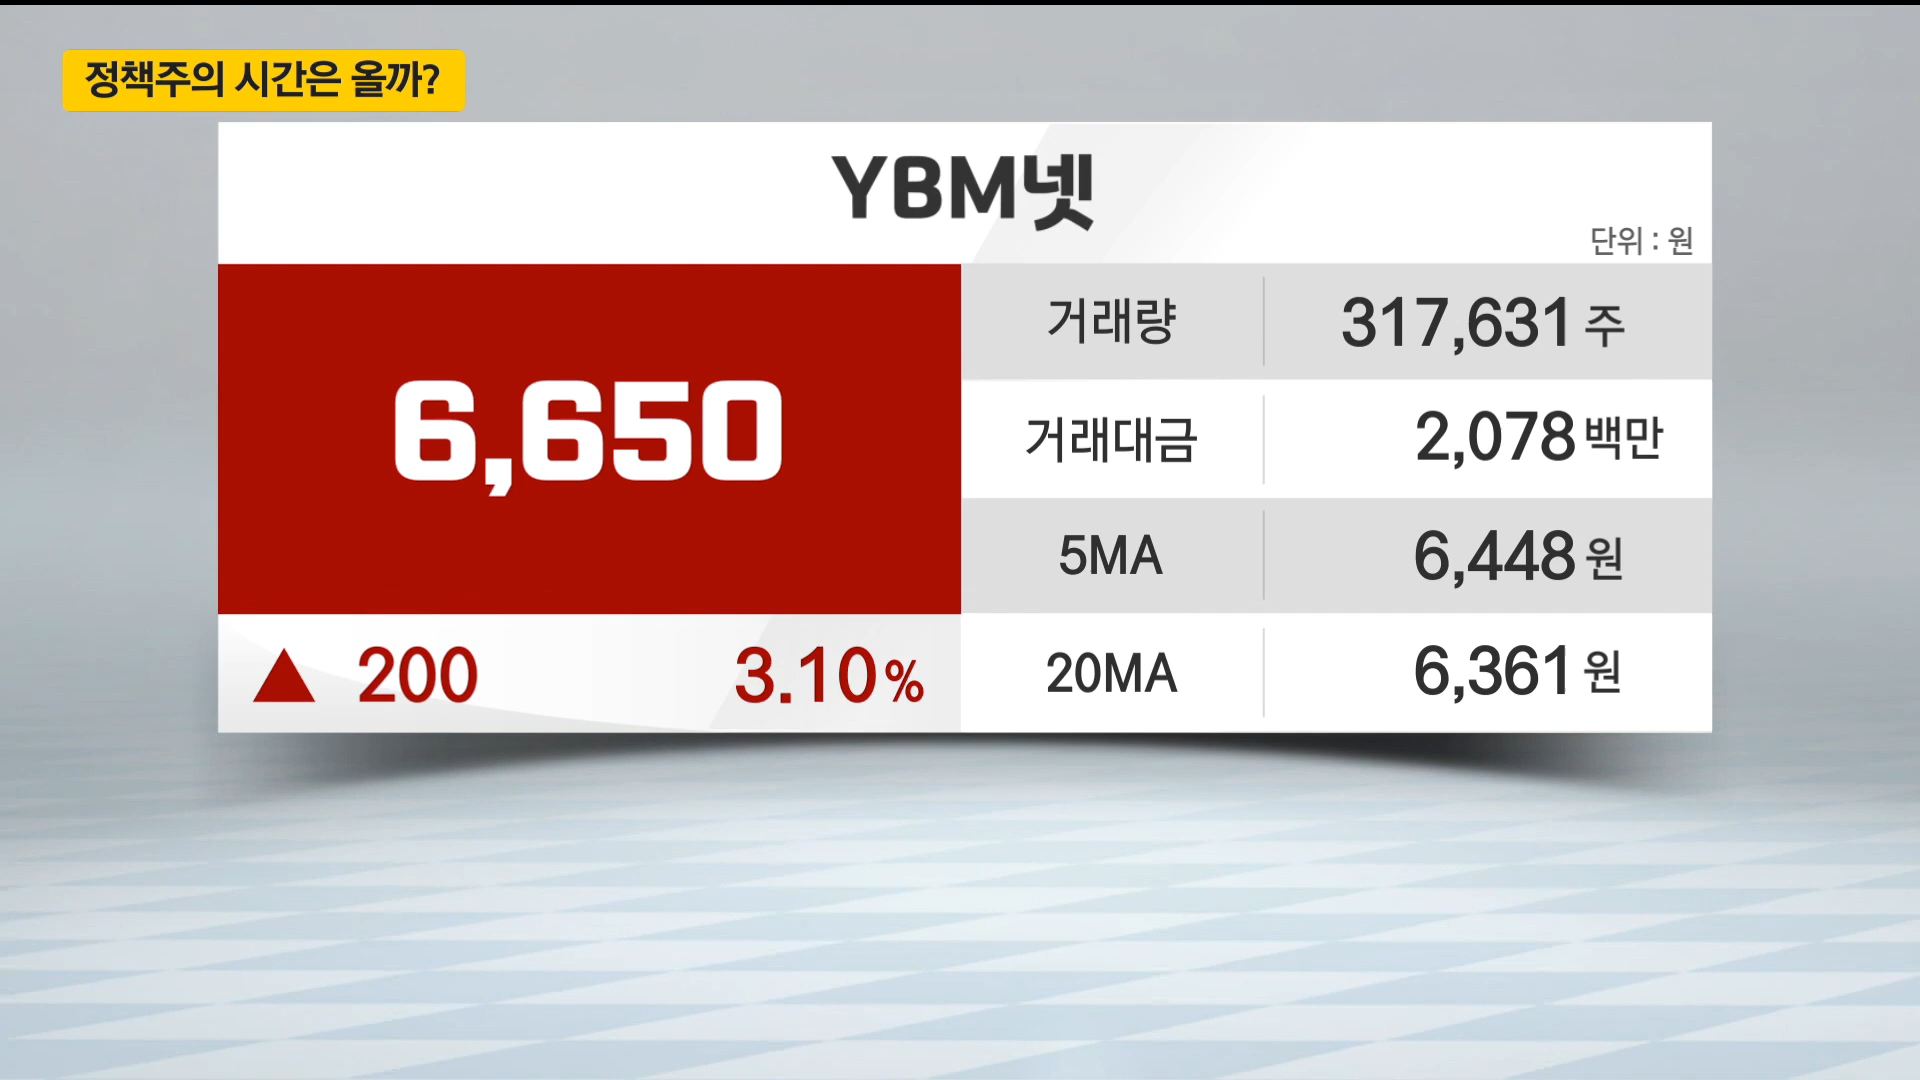 정책주의 시간은 올까?
YBM넷
단위 : 원
6,650
▲ 200 3.10%
거래량 317,631 주
거래대금 2,078 백만
5MA 6,448 원
20MA 6,361 원